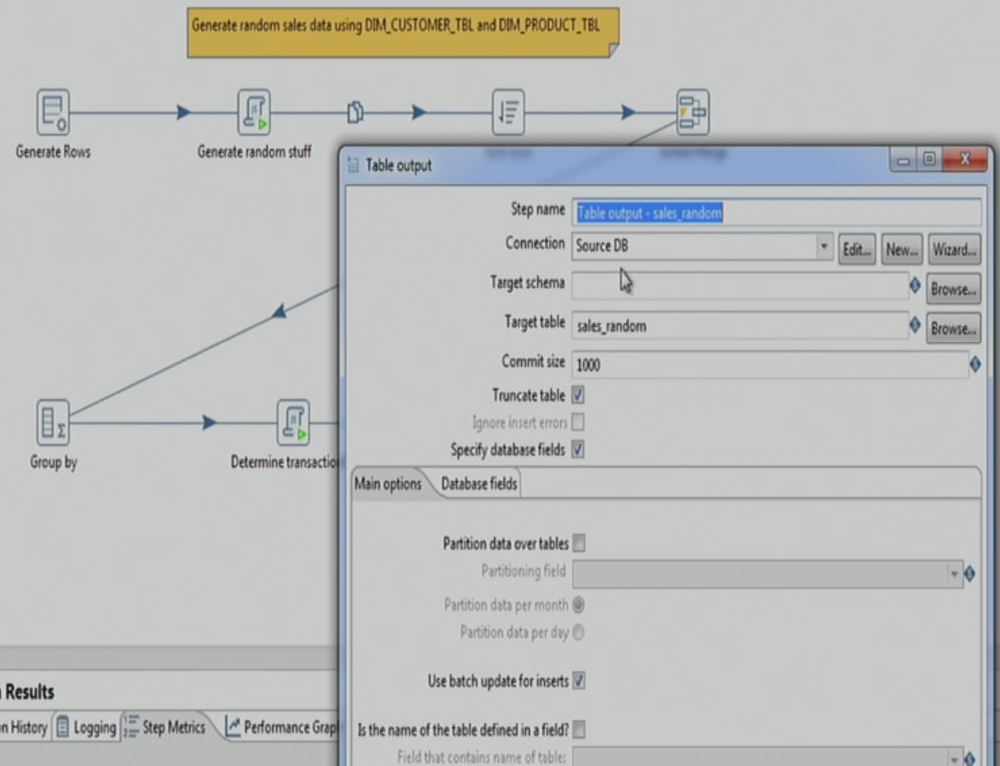 Generate random sales data using DIM_CUSTOMER_TBL and DIM_PRODUCT_TBL
Generate Rows
Generate random stuff
Table output
Step name Table output - sales_random
Connection Source DB Edit... New... Wizard...
Target schema Browse...
Target table sales_random Browse...
Commit size 1000
Truncate table
Ignore insert errors
Specify database fields
Group by
Determine transactio
Main options Database fields
Partition data over tables
Partitioning field
Partition data per month
Partition data per day
Use batch update for inserts
Results
n History Logging Step Metrics Performance Grap
Is the name of the table defined in a field?
Field that contains name of table: